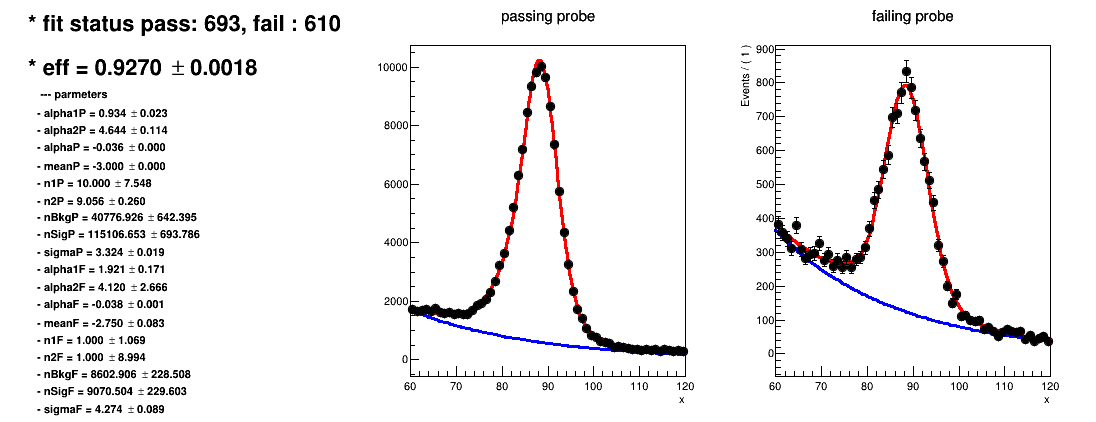 * fit status pass: 693, fail : 610
* eff = 0.9270 ± 0.0018
--- parmeters
- alpha1P = 0.934 ± 0.023
- alpha2P = 4.644 ± 0.114
- alphaP = -0.036 ± 0.000
- meanP = -3.000 ± 0.000
- n1P = 10.000 ± 7.548
- n2P = 9.056 ± 0.260
- nBkgP = 40776.926 ± 642.395
- nSigP = 115106.653 ± 693.786
- sigmaP = 3.324 ± 0.019
- alpha1F = 1.921 ± 0.171
- alpha2F = 4.120 ± 2.666
- alphaF = -0.038 ± 0.001
- meanF = -2.750 ± 0.083
- n1F = 1.000 ± 1.069
- n2F = 1.000 ± 8.994
- nBkgF = 8602.906 ± 228.508
- nSigF = 9070.504 ± 229.603
- sigmaF = 4.274 ± 0.089
passing probe
10000
8000
6000
4000
2000
0
60 70 80 90 100 110 120
x
failing probe
Events / ( 1 )
900
800
700
600
500
400
300
200
100
0
60 70 80 90 100 110 120
x